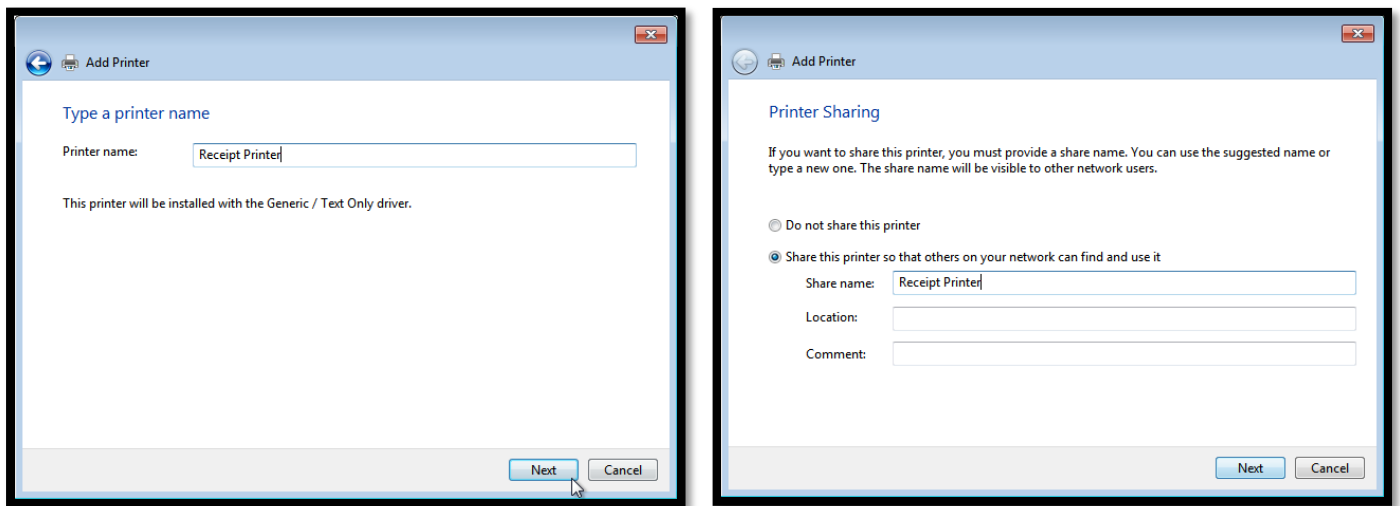 Add Printer
Type a printer name
Printer name: Receipt Printer
This printer will be installed with the Generic / Text Only driver.
Next Cancel
Add Printer
Printer Sharing
If you want to share this printer, you must provide a share name. You can use the suggested name or
type a new one. The share name will be visible to other network users.
Do not share this printer
Share this printer so that others on your network can find and use it
Share name: Receipt Printer
Location:
Comment:
Next Cancel